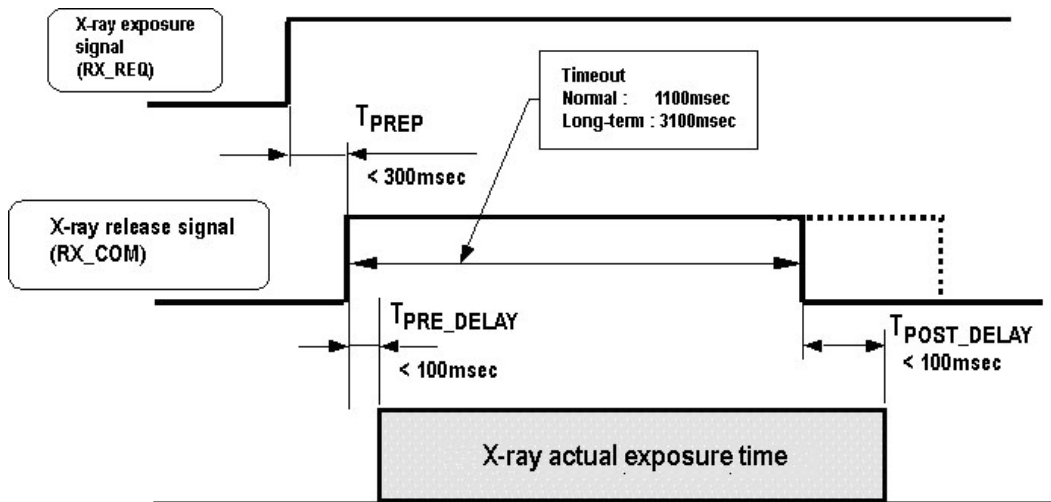 X-ray exposure
signal
(RX_REQ)
Timeout
Normal : 1100msec
Long-term : 3100msec
TPREP
< 300msec
X-ray release signal
(RX_COM)
TPRE_DELAY
< 100msec
TPOST_DELAY
< 100msec
X-ray actual exposure time